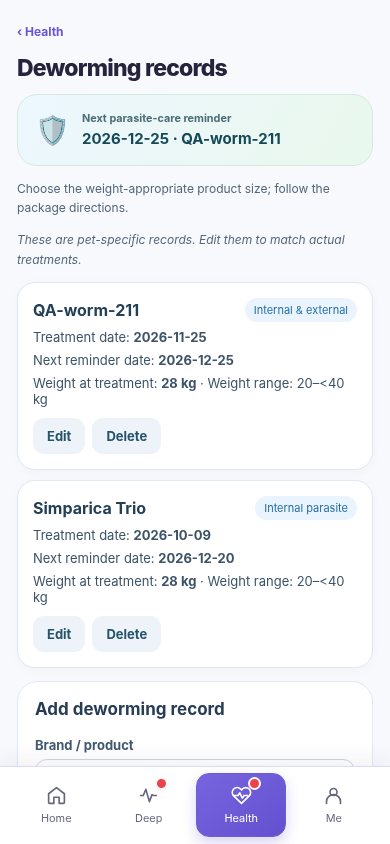 ‹ Health
Deworming records
Next parasite-care reminder
2026-12-25 · QA-worm-211
Choose the weight-appropriate product size; follow the
package directions.
These are pet-specific records. Edit them to match actual
treatments.
QA-worm-211
Internal & external
Treatment date: 2026-11-25
Next reminder date: 2026-12-25
Weight at treatment: 28 kg · Weight range: 20–<40
kg
Edit
Delete
Simparica Trio
Internal parasite
Treatment date: 2026-10-09
Next reminder date: 2026-12-20
Weight at treatment: 28 kg · Weight range: 20–<40
kg
Edit
Delete
Add deworming record
Brand / product
Home
Deep
Health
Me